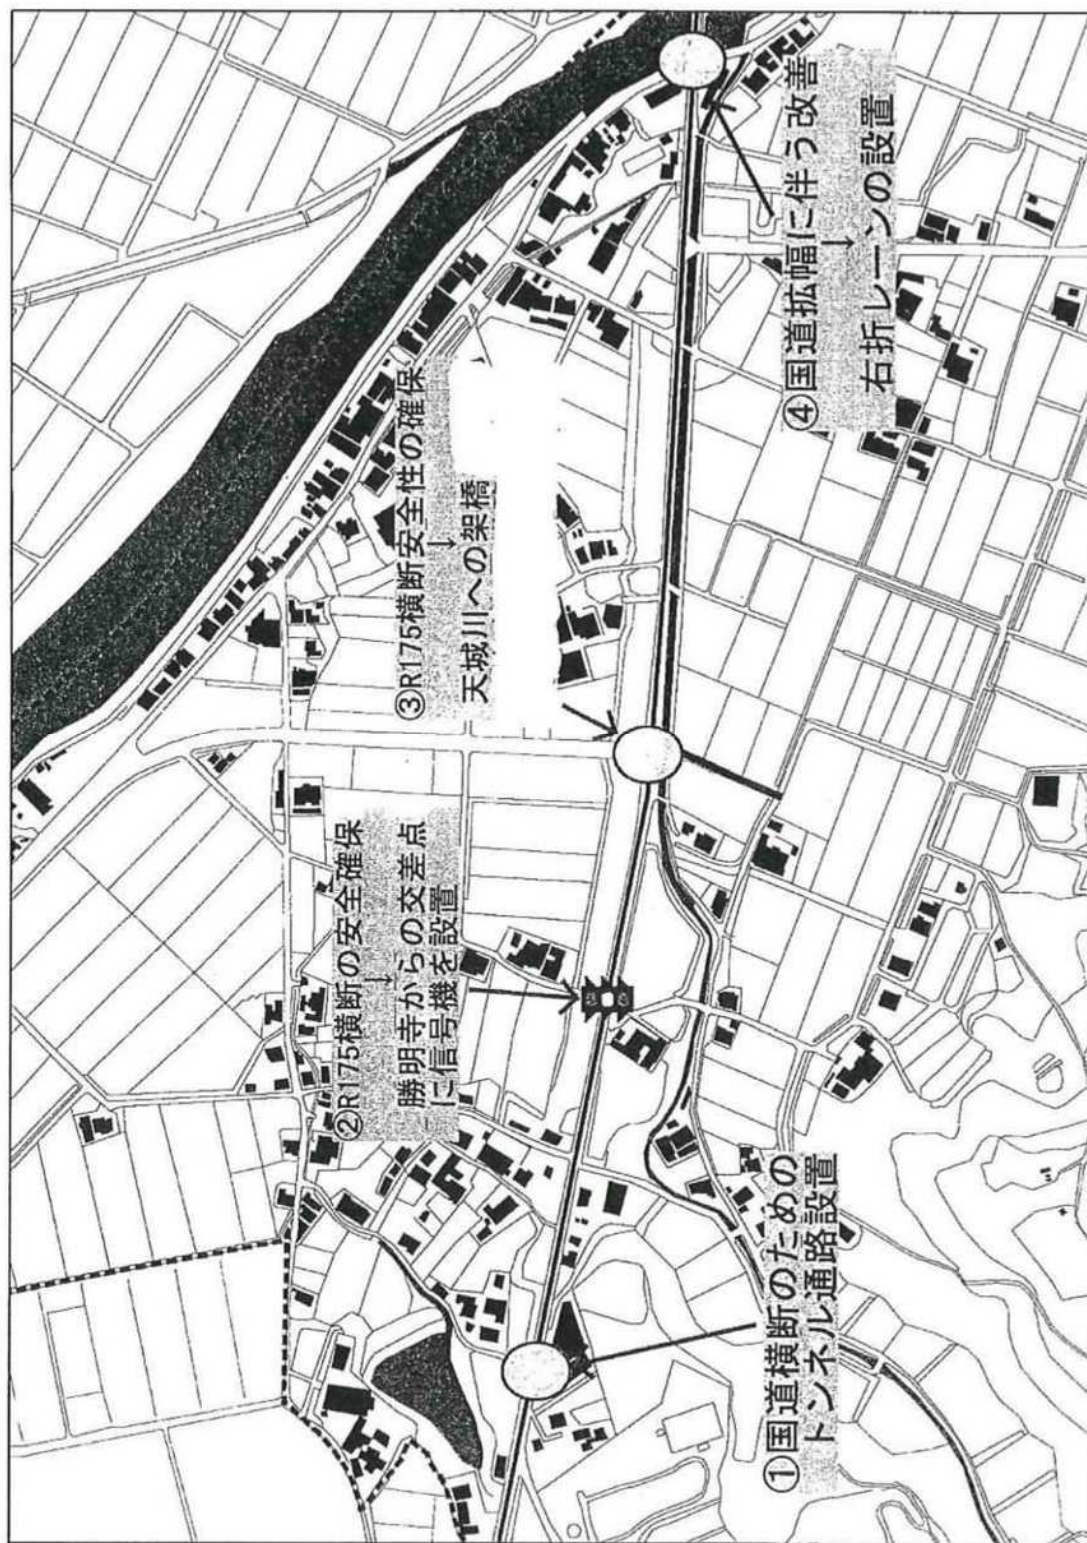 ①国道横断のための
トンネル通路設置
②R175横断の安全確保
↓
勝明寺からの交差点
に信号機を設置
③R175横断安全性の確保
↓
天城川への架橋
④国道拡幅に伴う改善
↓
右折レーンの設置